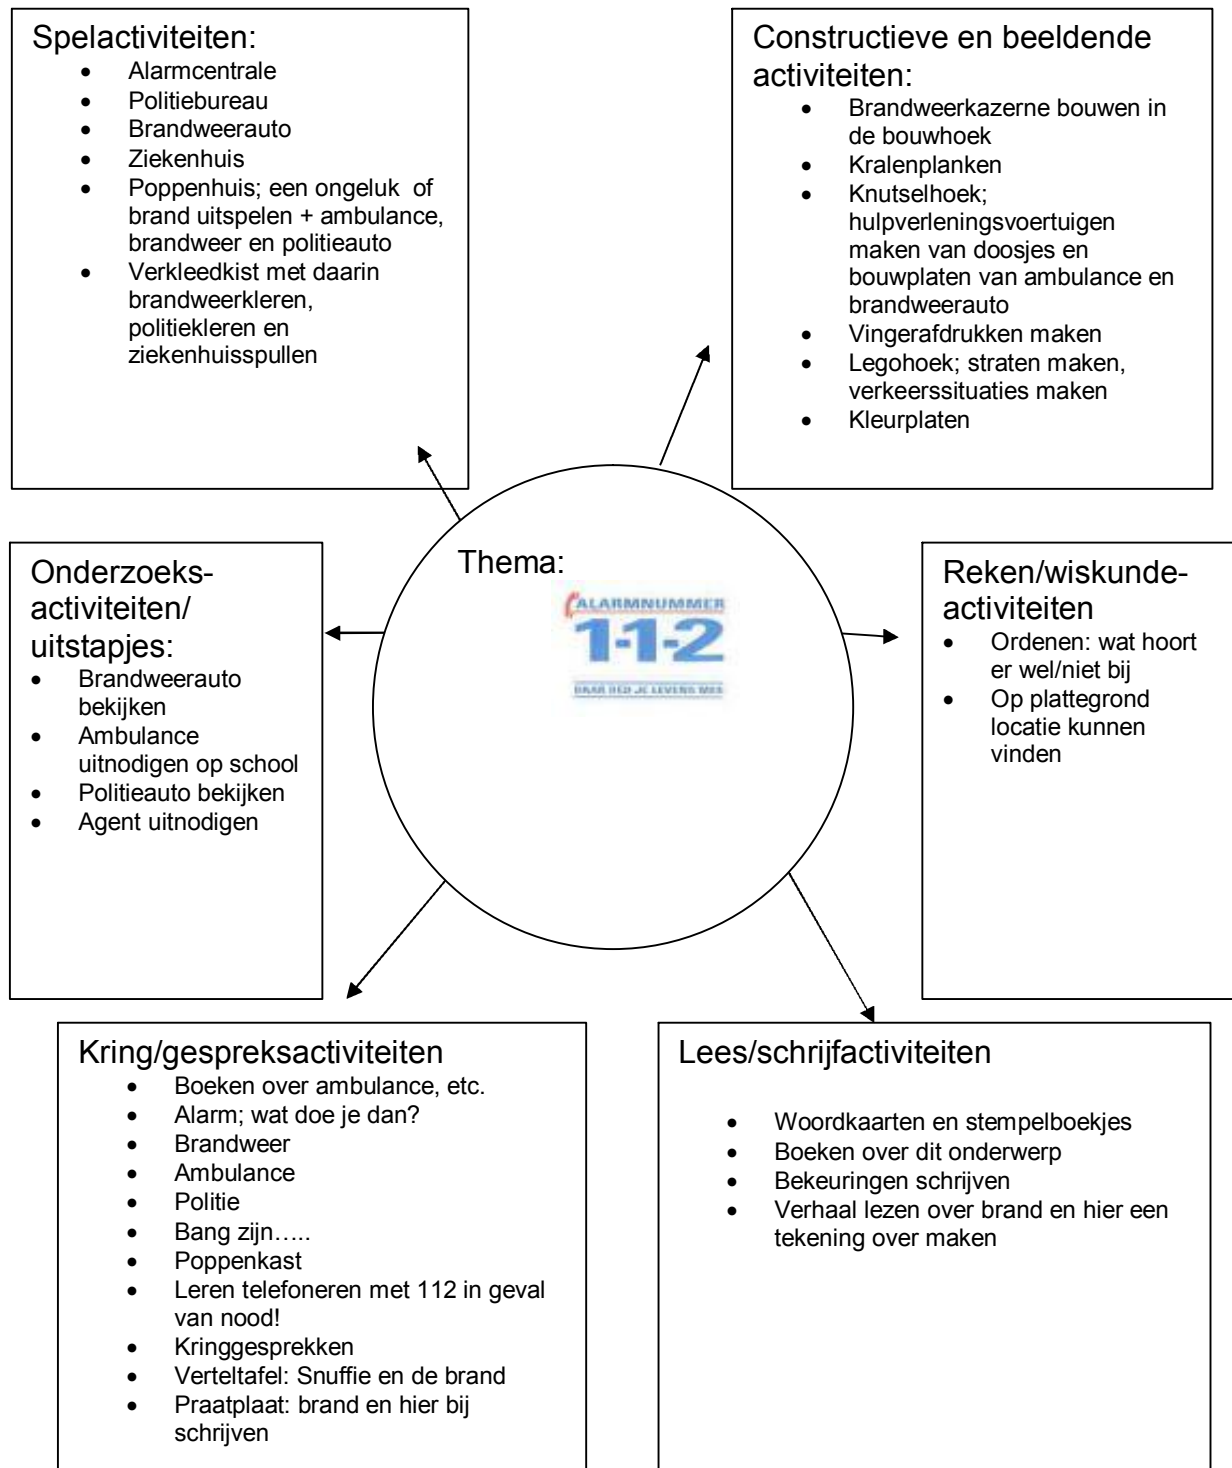 Spelactiviteiten:
• Alarmcentrale
• Politiebureau
• Brandweerauto
• Ziekenhuis
• Poppenhuis; een ongeluk of
brand uitspelen + ambulance,
brandweer en politieauto
• Verkleedkist met daarin
brandweerkleren,
politiekleren en
ziekenhuisspullen
Constructieve en beeldende
activiteiten:
• Brandweerkazerne bouwen in
de bouwhoek
• Kralenplanken
• Knutselhoek;
hulpverleningsvoertuigen
maken van doosjes en
bouwplaten van ambulance en
brandweerauto
• Vingerafdrukken maken
• Legohoek; straten maken,
verkeerssituaties maken
• Kleurplaten
Onderzoeks-
activiteiten/
uitstapjes:
• Brandweerauto
bekijken
• Ambulance
uitnodigen op school
• Politieauto bekijken
• Agent uitnodigen
Thema:
ALARMNUMMER
1-1-2
DAAR RED JE LEVENS MEE
Reken/wiskunde-
activiteiten
• Ordenen: wat hoort
er wel/niet bij
• Op plattegrond
locatie kunnen
vinden
Kring/gespreksactiviteiten
• Boeken over ambulance, etc.
• Alarm; wat doe je dan?
• Brandweer
• Ambulance
• Politie
• Bang zijn…..
• Poppenkast
• Leren telefoneren met 112 in geval
van nood!
• Kringgesprekken
• Verteltafel: Snuffie en de brand
• Praatplaat: brand en hier bij
schrijven
Lees/schrijfactiviteiten
• Woordkaarten en stempelboekjes
• Boeken over dit onderwerp
• Bekeuringen schrijven
• Verhaal lezen over brand en hier een
tekening over maken